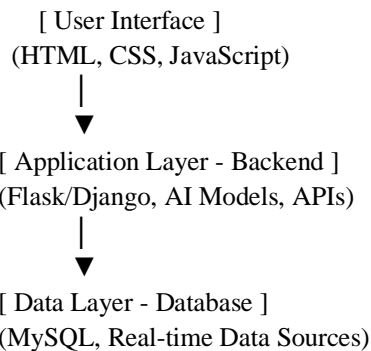 [ User Interface ]
(HTML, CSS, JavaScript)
[ Application Layer - Backend ]
(Flask/Django, AI Models, APIs)
[ Data Layer - Database ]
(MySQL, Real-time Data Sources)